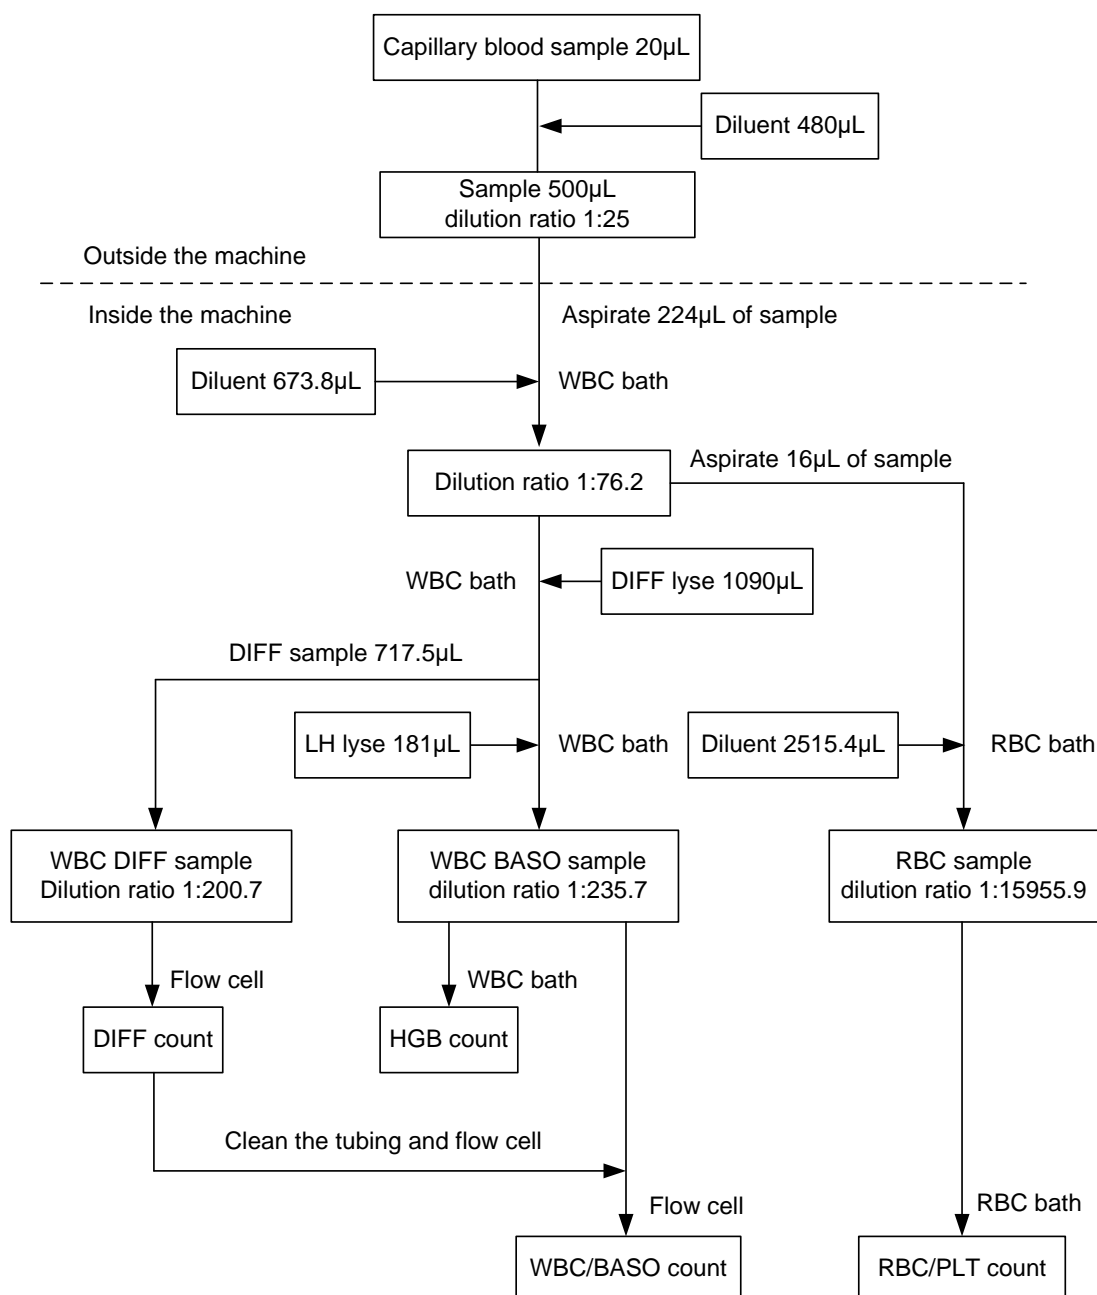 Capillary blood sample 20µL
Diluent 480µL
Sample 500µL
dilution ratio 1:25
Outside the machine
Inside the machine
Aspirate 224µL of sample
Diluent 673.8µL
WBC bath
Dilution ratio 1:76.2
Aspirate 16µL of sample
WBC bath
DIFF lyse 1090µL
DIFF sample 717.5µL
LH lyse 181µL
WBC bath
Diluent 2515.4µL
RBC bath
WBC DIFF sample
Dilution ratio 1:200.7
WBC BASO sample
dilution ratio 1:235.7
RBC sample
dilution ratio 1:15955.9
Flow cell
WBC bath
DIFF count
HGB count
Clean the tubing and flow cell
Flow cell
RBC bath
WBC/BASO count
RBC/PLT count